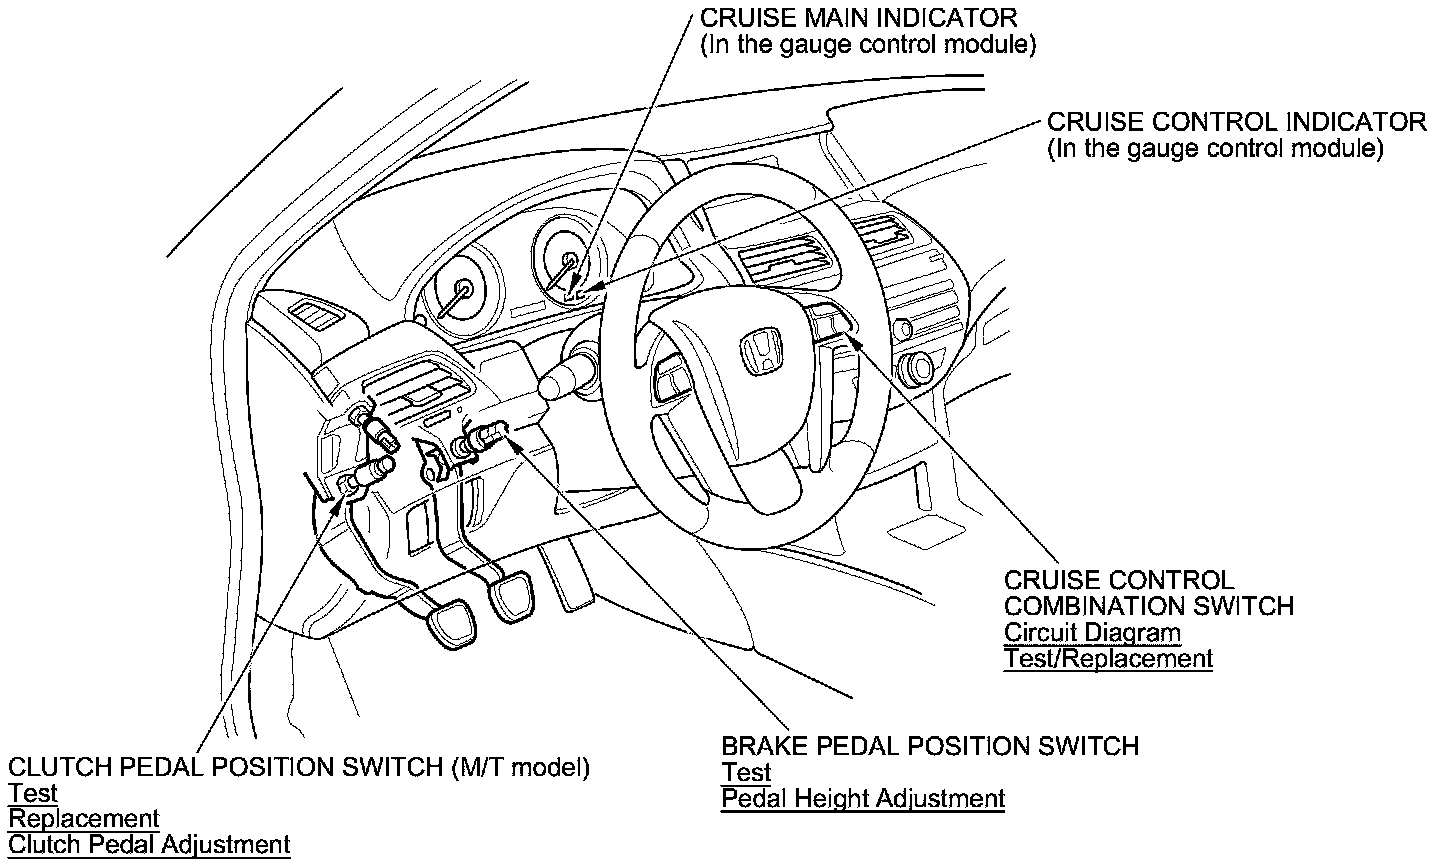 CRUISE MAIN INDICATOR
(In the gauge control module)
CRUISE CONTROL INDICATOR
(In the gauge control module)
CRUISE CONTROL
COMBINATION SWITCH
Circuit Diagram
Test/Replacement
BRAKE PEDAL POSITION SWITCH
Test
Pedal Height Adjustment
CLUTCH PEDAL POSITION SWITCH (M/T model)
Test
Replacement
Clutch Pedal Adjustment